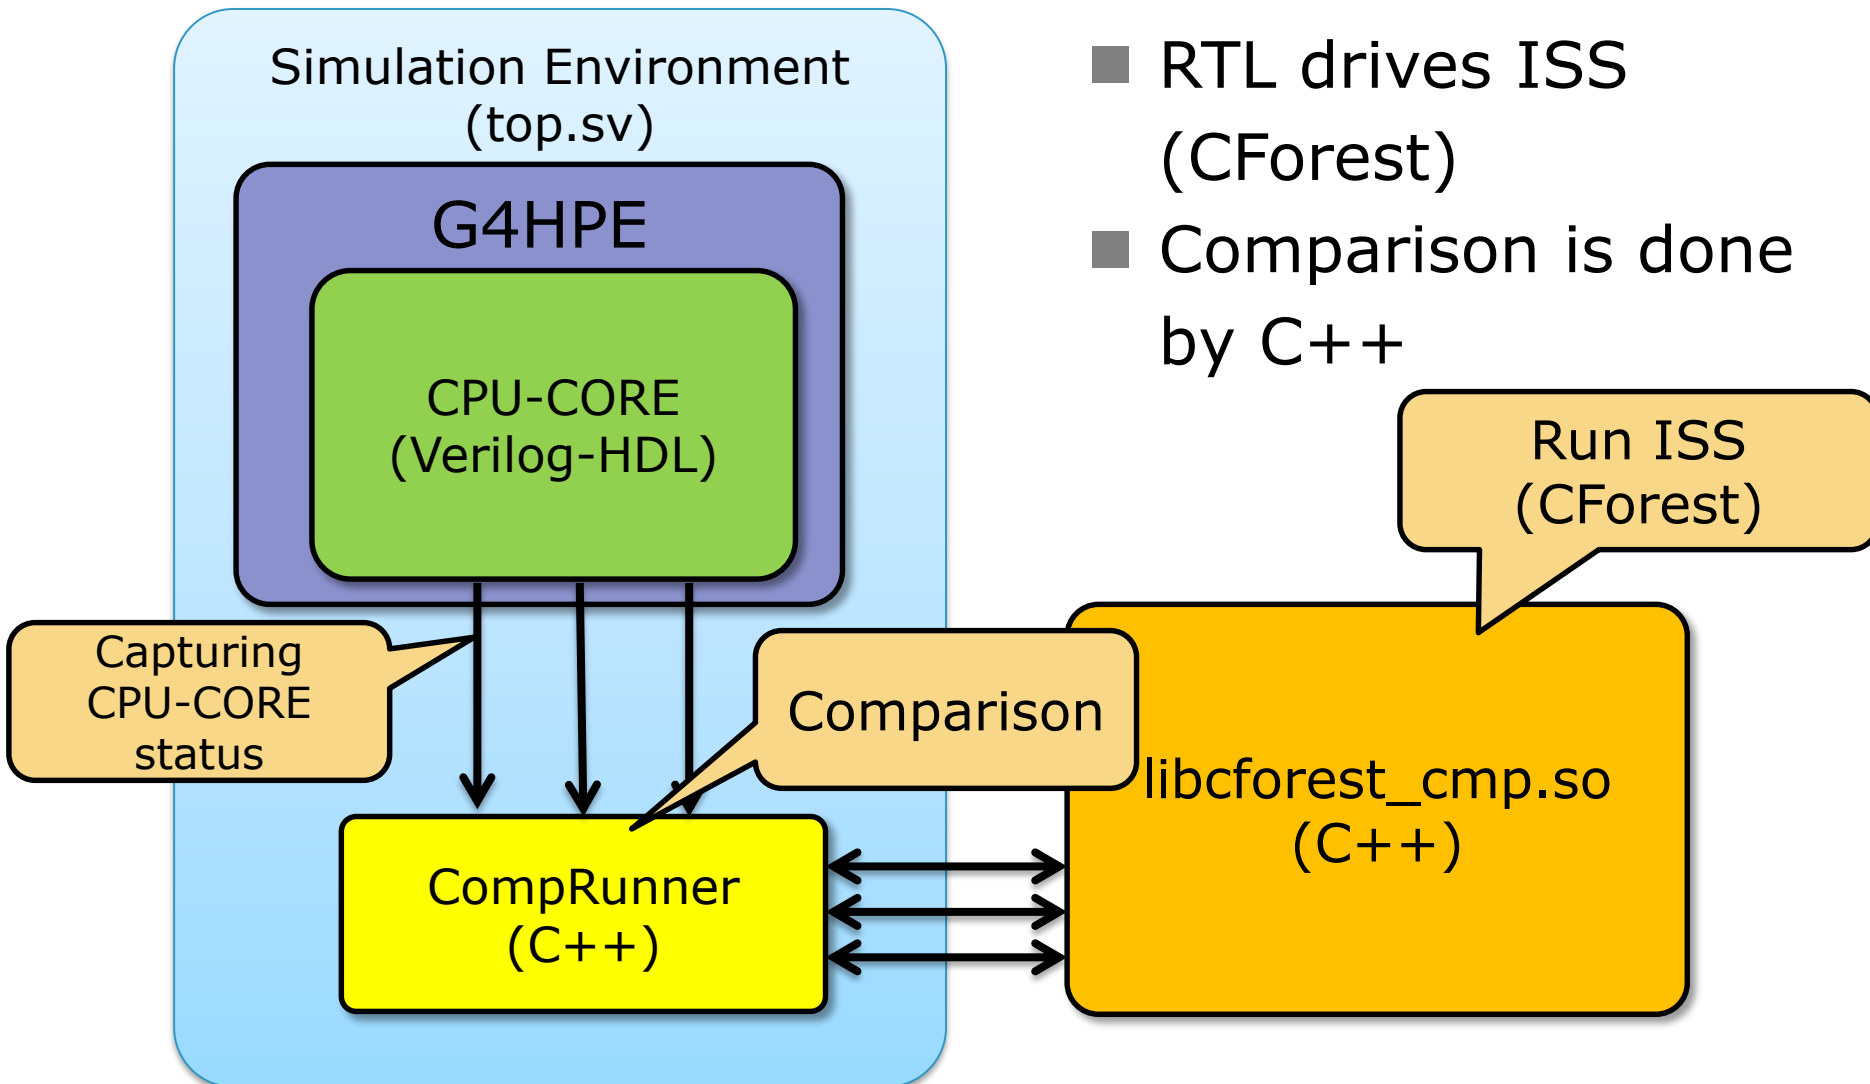 Simulation Environment
(top.sv)
G4HPE
CPU-CORE
(Verilog-HDL)
Capturing
CPU-CORE
status
Comparison
CompRunner
(C++)
RTL drives ISS
(CForest)
Comparison is done
by C++
Run ISS
(CForest)
libcforest_cmp.so
(C++)